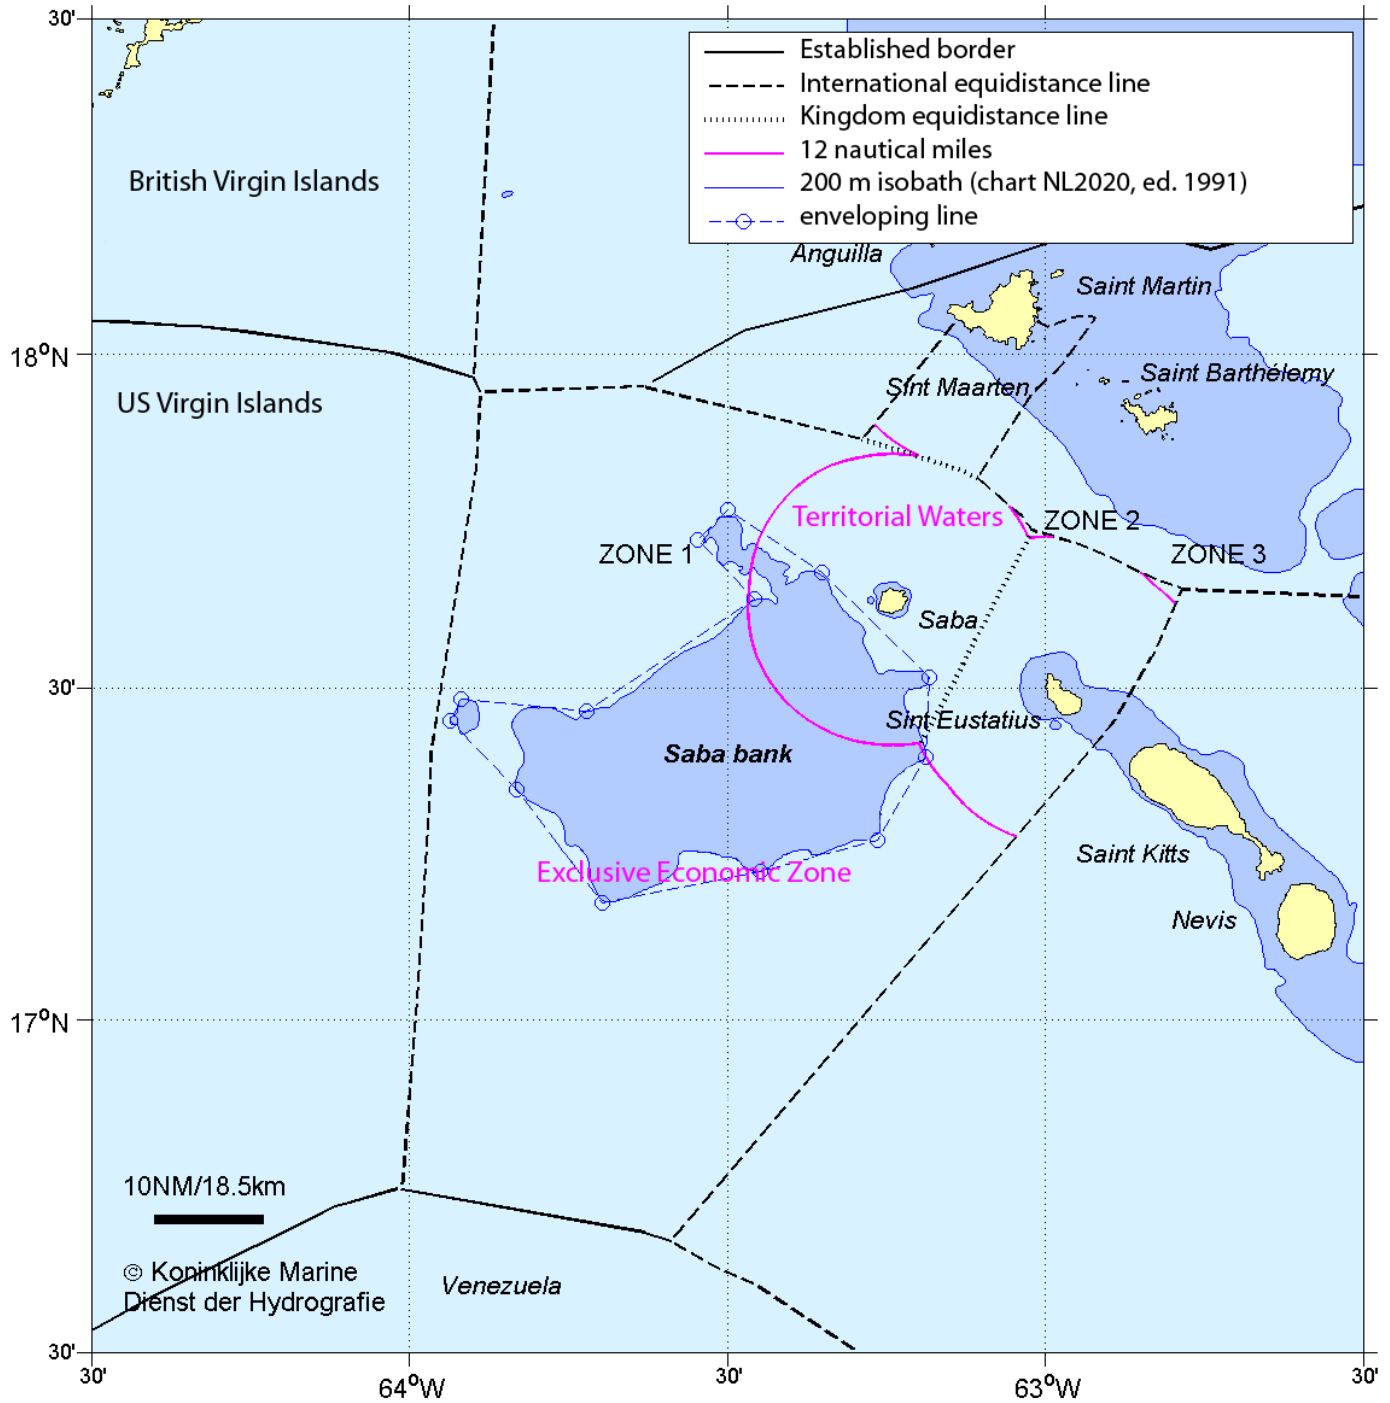 30'
Established border
International equidistance line
Kingdom equidistance line
12 nautical miles
200 m isobath (chart NL2020, ed. 1991)
enveloping line
British Virgin Islands
Anguilla
Saint Martin
18°N
Saint Barthélemy
Sint Maarten
US Virgin Islands
Territorial Waters
ZONE 2
ZONE 1
ZONE 3
Saba
30'
Sint Eustatius
Saba bank
Saint Kitts
Exclusive Economic Zone
Nevis
17°N
10NM/18.5km
© Koninklijke Marine
Dienst der Hydrografie
Venezuela
30'
30'
64°W
30'
63°W
30'